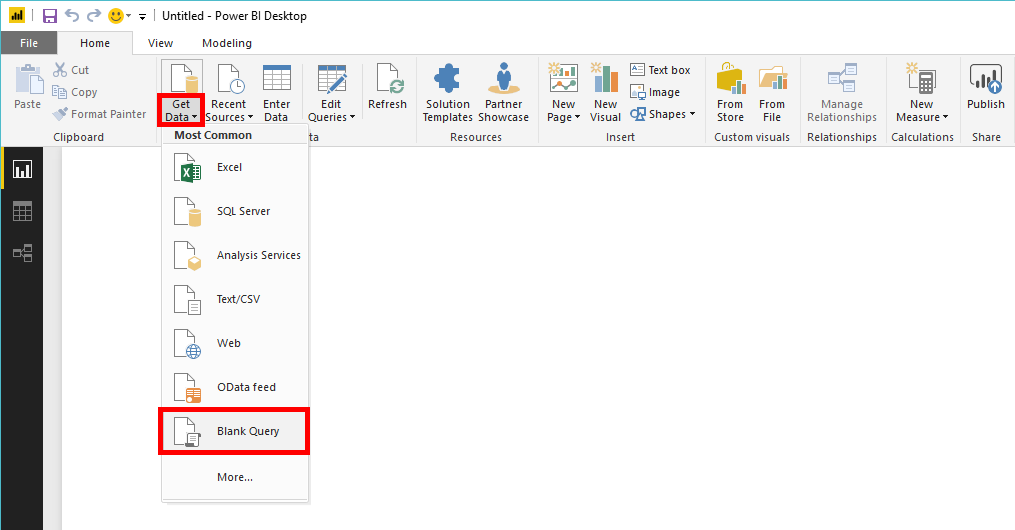 Untitled - Power BI Desktop
File Home View Modeling
Cut
Copy
Format Painter
Paste
Clipboard
Get Data
Recent Sources
Enter Data
Edit Queries
Refresh
ta
Solution Templates
Partner Showcase
Resources
New Page
New Visual
Text box
Image
Shapes
Insert
From Store
From File
Custom visuals
Manage Relationships
Relationships
New Measure
Calculations
Publish
Share
Most Common
Excel
SQL Server
Analysis Services
Text/CSV
Web
OData feed
Blank Query
More...